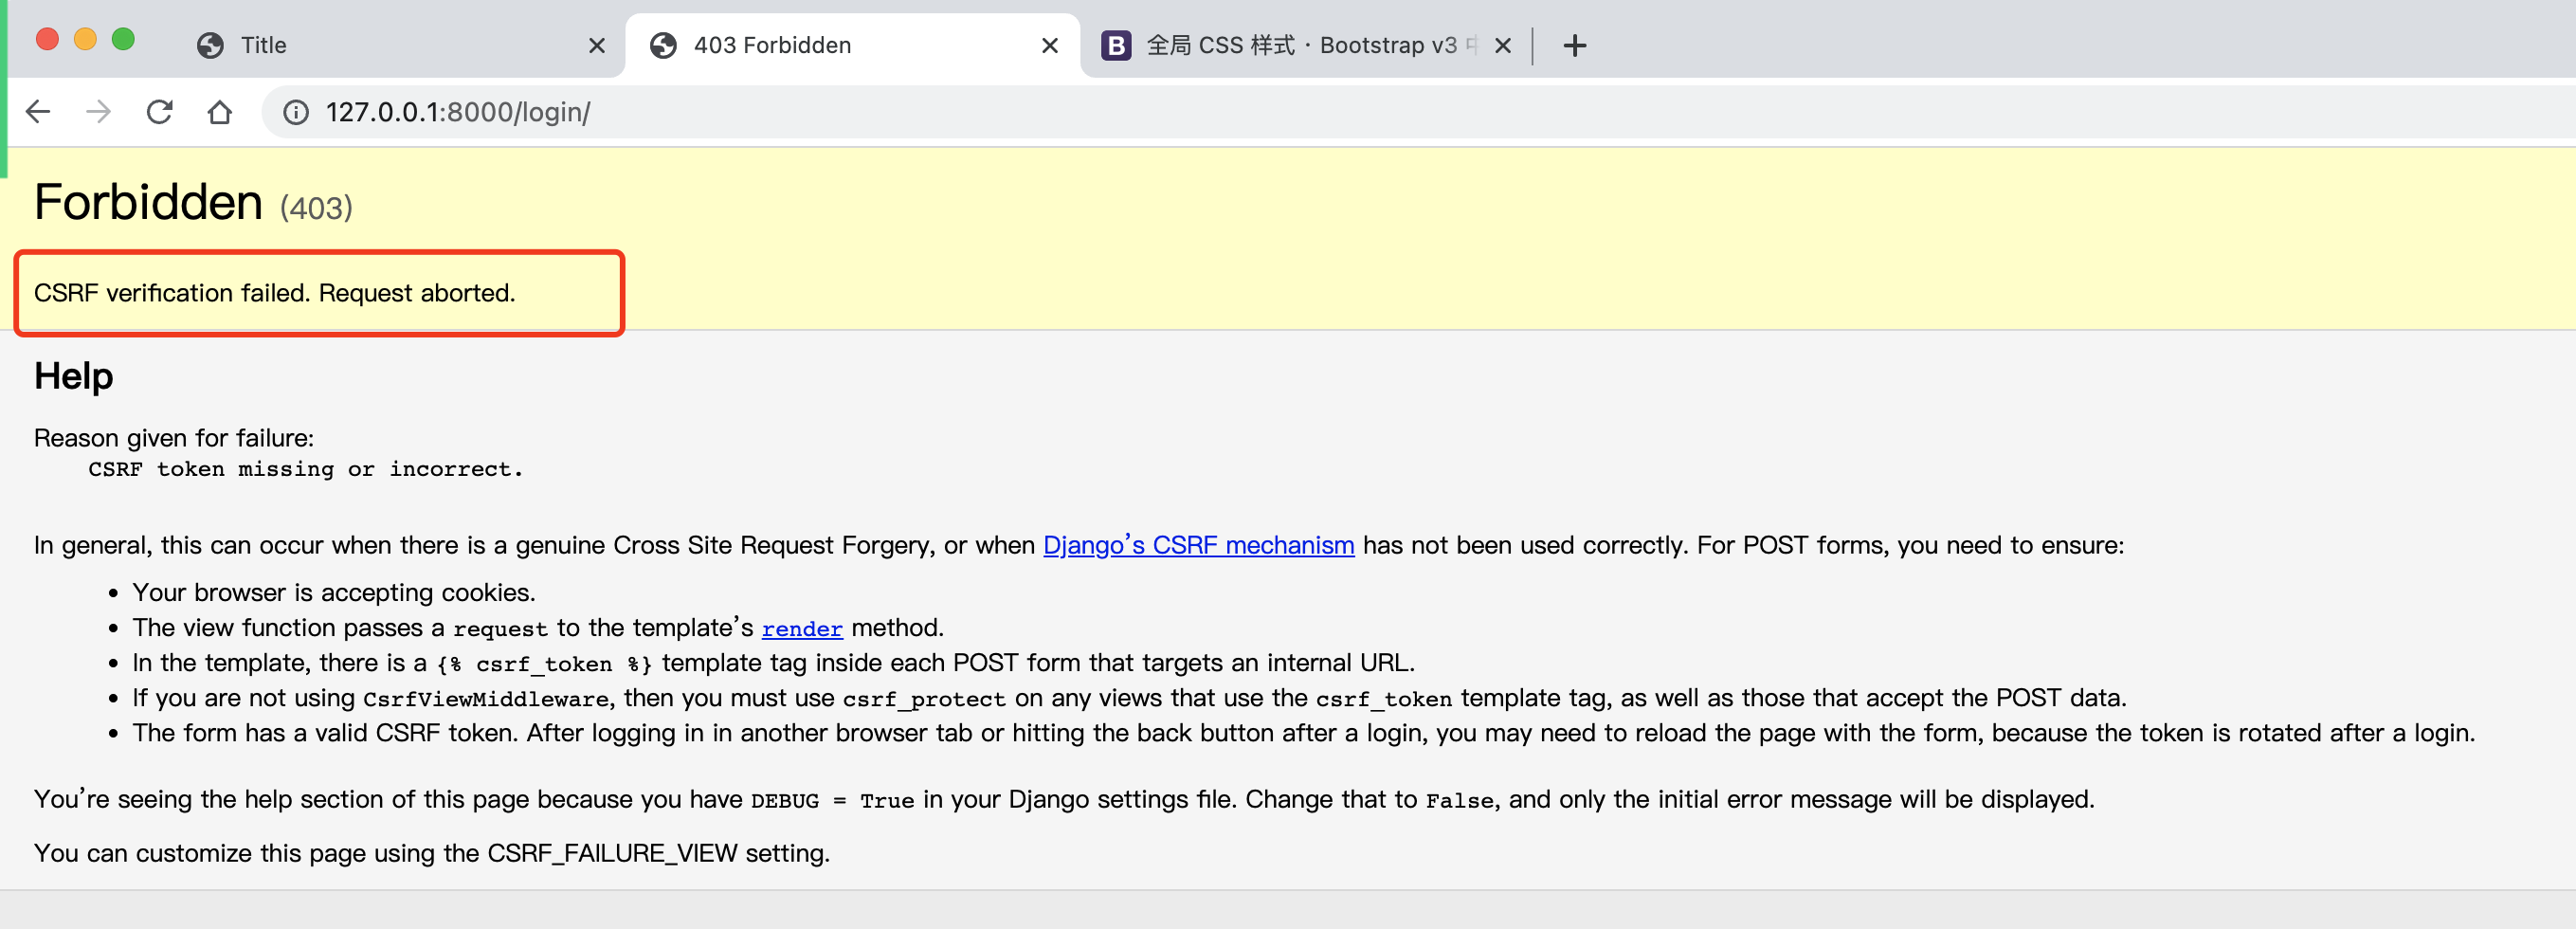 Title
403 Forbidden
B
全局 CSS 样式 · Bootstrap v3
127.0.0.1:8000/login/
Forbidden (403)
CSRF verification failed. Request aborted.
Help
Reason given for failure:
CSRF token missing or incorrect.
In general, this can occur when there is a genuine Cross Site Request Forgery, or when Django’s CSRF mechanism has not been used correctly. For POST forms, you need to ensure:
• Your browser is accepting cookies.
• The view function passes a request to the template’s render method.
• In the template, there is a {% csrf_token %} template tag inside each POST form that targets an internal URL.
• If you are not using CsrfViewMiddleware, then you must use csrf_protect on any views that use the csrf_token template tag, as well as those that accept the POST data.
• The form has a valid CSRF token. After logging in in another browser tab or hitting the back button after a login, you may need to reload the page with the form, because the token is rotated after a login.
You’re seeing the help section of this page because you have DEBUG = True in your Django settings file. Change that to False, and only the initial error message will be displayed.
You can customize this page using the CSRF_FAILURE_VIEW setting.